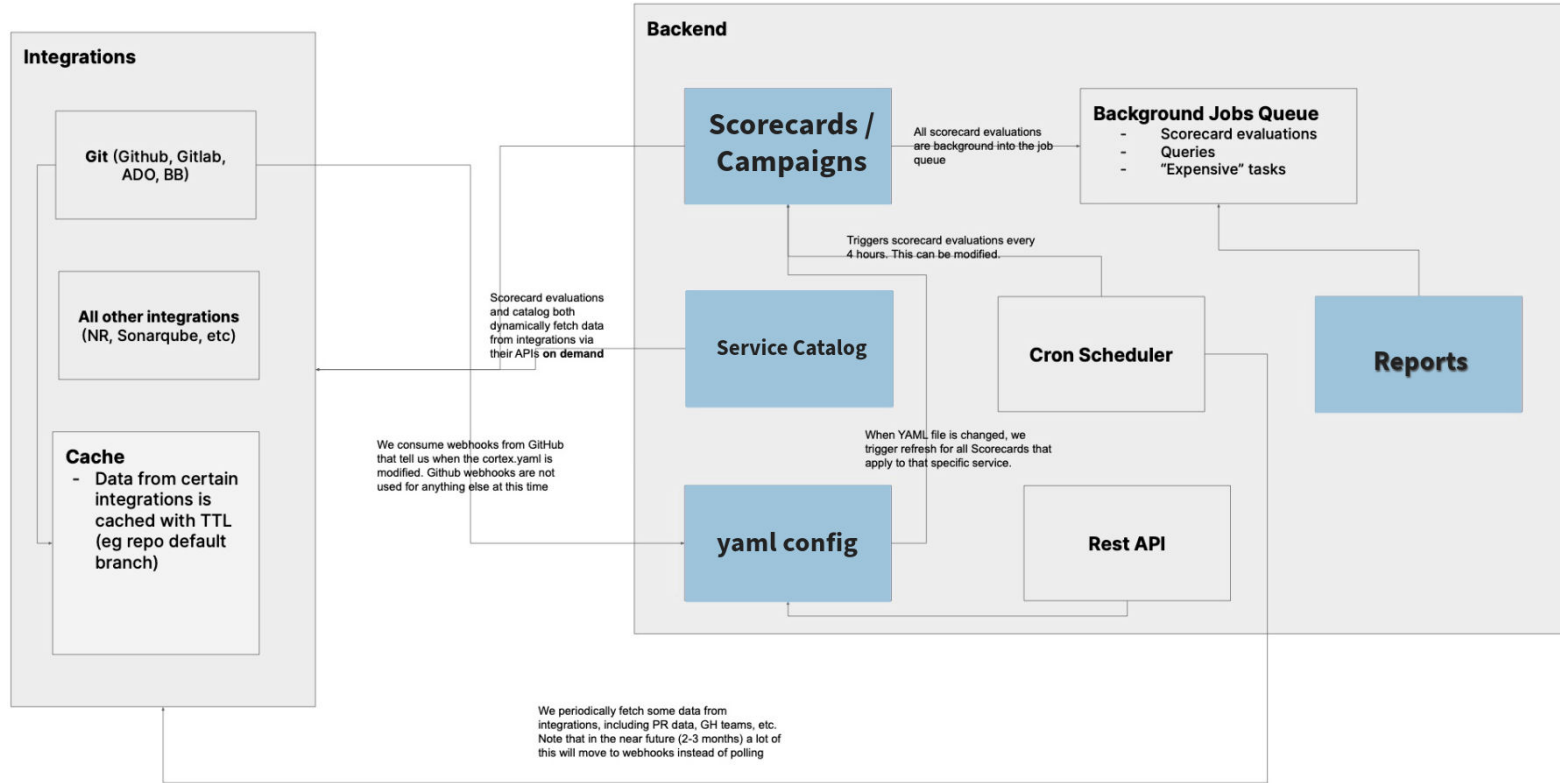 Integrations
Git (Github, Gitlab,
ADO, BB)
All other integrations
(NR, Sonarqube, etc)
Cache
- Data from certain
integrations is
cached with TTL
(eg repo default
branch)
Scorecard evaluations
and catalog both
dynamically fetch data
from integrations via
their APIs on demand
We consume webhooks from GitHub
that tell us when the cortex.yaml is
modified. Github webhooks are not
used for anything else at this time
Backend
Scorecards /
Campaigns
All scorecard evaluations
are background into the job
queue
Background Jobs Queue
- Scorecard evaluations
- Queries
- “Expensive” tasks
Triggers scorecard evaluations every
4 hours. This can be modified.
Service Catalog
Cron Scheduler
Reports
When YAML file is changed, we
trigger refresh for all Scorecards that
apply to that specific service.
yaml config
Rest API
We periodically fetch some data from
integrations, including PR data, GH teams, etc.
Note that in the near future (2-3 months) a lot of
this will move to webhooks instead of polling